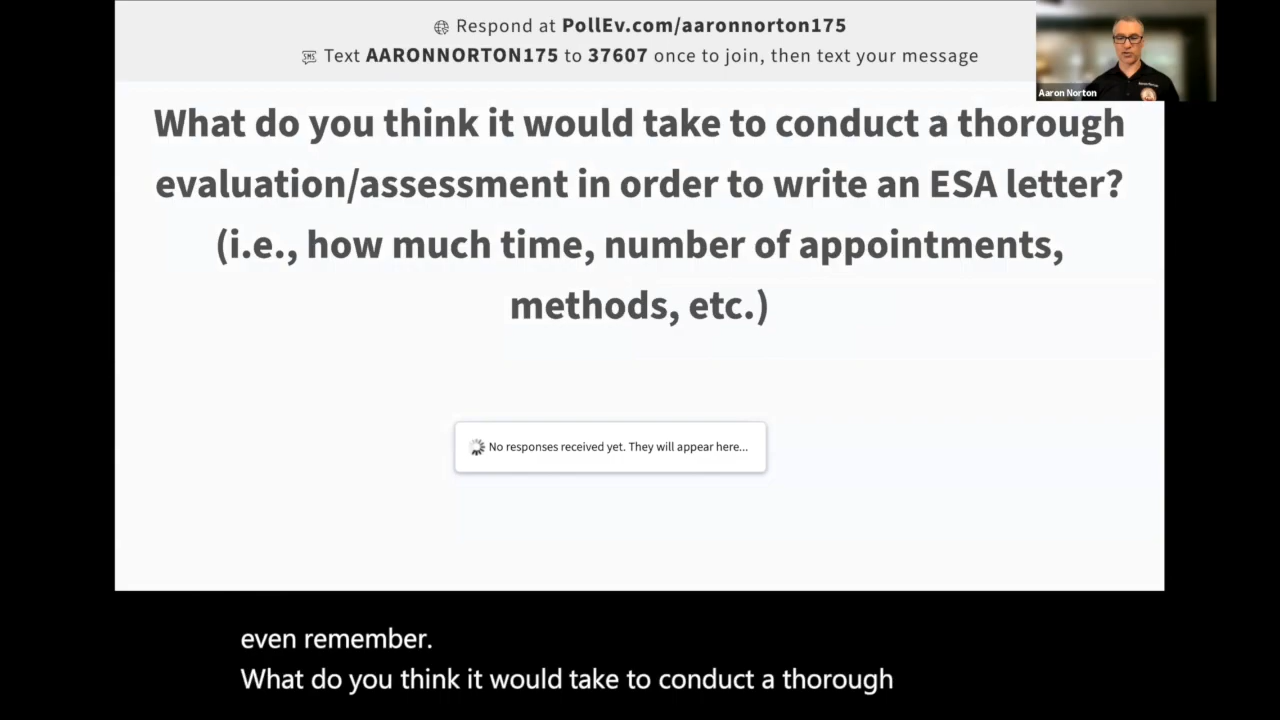 Respond at PollEv.com/aaronnorton175
Text AARONNORTON175 to 37607 once to join, then text your message
Aaron Norton
What do you think it would take to conduct a thorough
evaluation/assessment in order to write an ESA letter?
(i.e., how much time, number of appointments,
methods, etc.)
No responses received yet. They will appear here...
even remember.
What do you think it would take to conduct a thorough